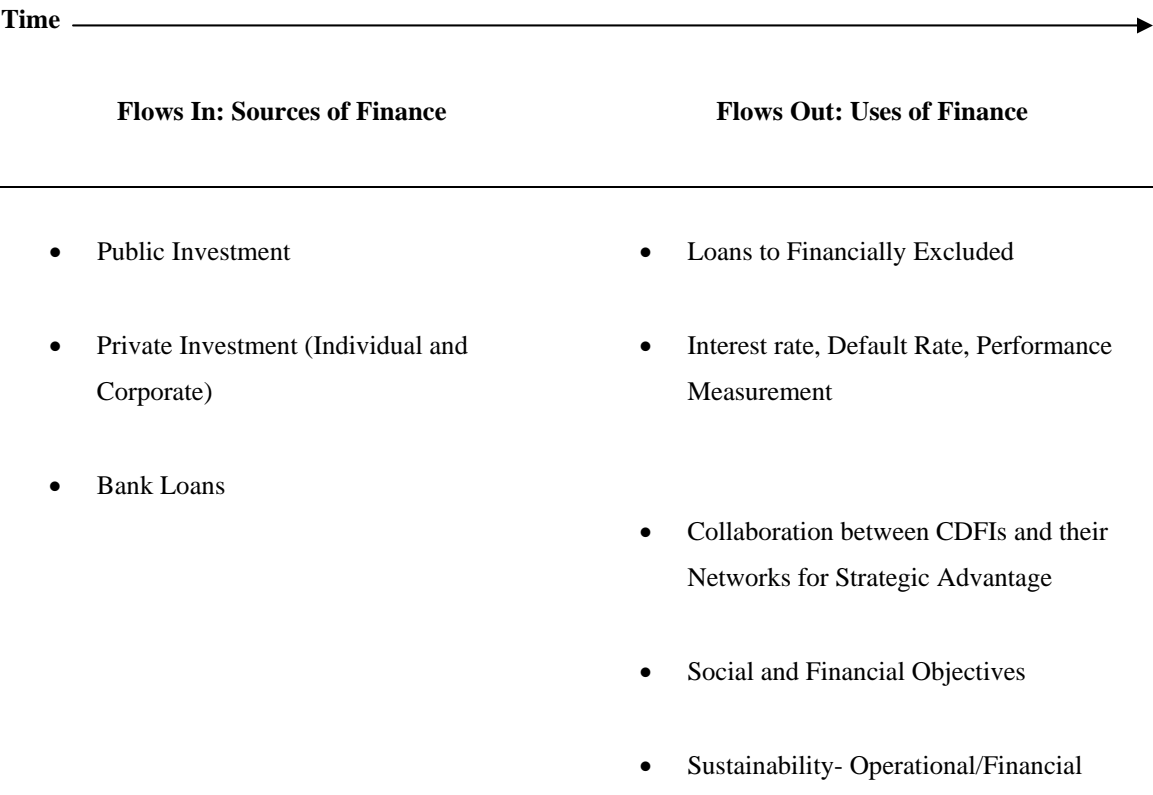 Time
Flows In: Sources of Finance
Flows Out: Uses of Finance
• Public Investment
• Private Investment (Individual and
Corporate)
• Bank Loans
• Loans to Financially Excluded
• Interest rate, Default Rate, Performance
Measurement
• Collaboration between CDFIs and their
Networks for Strategic Advantage
• Social and Financial Objectives
• Sustainability- Operational/Financial